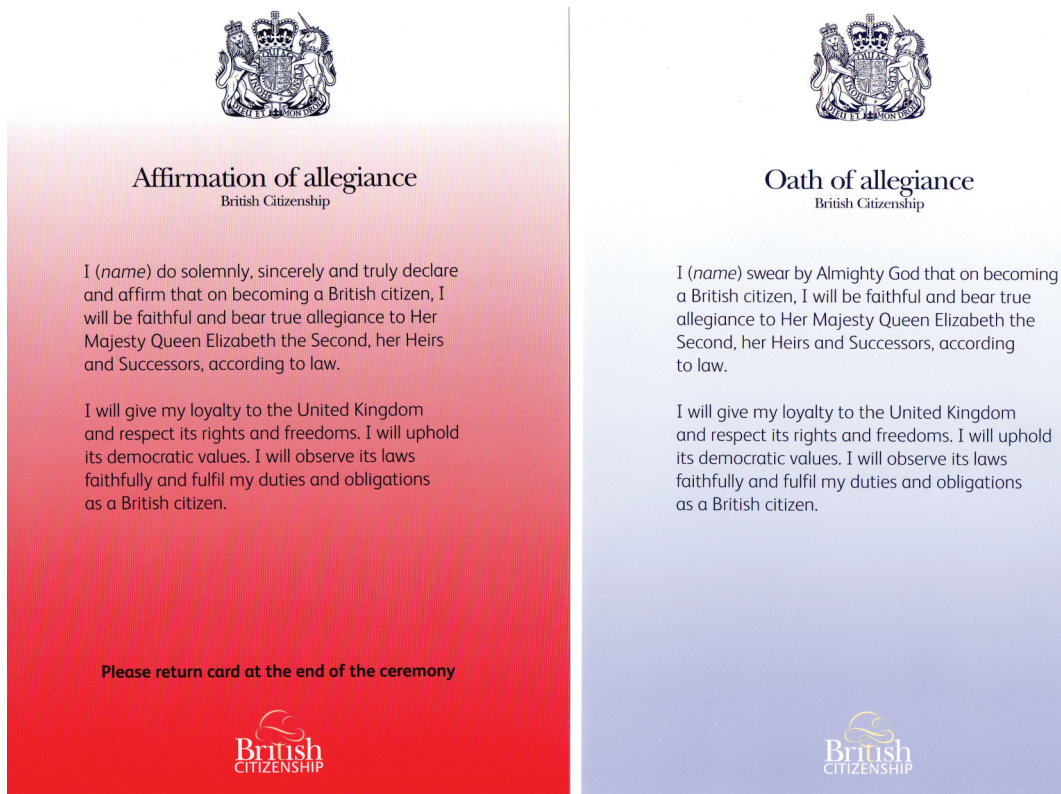 DIEU ET MON DROIT
Affirmation of allegiance
British Citizenship
I (name) do solemnly, sincerely and truly declare
and affirm that on becoming a British citizen, I
will be faithful and bear true allegiance to Her
Majesty Queen Elizabeth the Second, her Heirs
and Successors, according to law.
I will give my loyalty to the United Kingdom
and respect its rights and freedoms. I will uphold
its democratic values. I will observe its laws
faithfully and fulfil my duties and obligations
as a British citizen.
Please return card at the end of the ceremony
British
CITIZENSHIP
DIEU ET MON DROIT
Oath of allegiance
British Citizenship
I (name) swear by Almighty God that on becoming
a British citizen, I will be faithful and bear true
allegiance to Her Majesty Queen Elizabeth the
Second, her Heirs and Successors, according
to law.
I will give my loyalty to the United Kingdom
and respect its rights and freedoms. I will uphold
its democratic values. I will observe its laws
faithfully and fulfil my duties and obligations
as a British citizen.
British
CITIZENSHIP